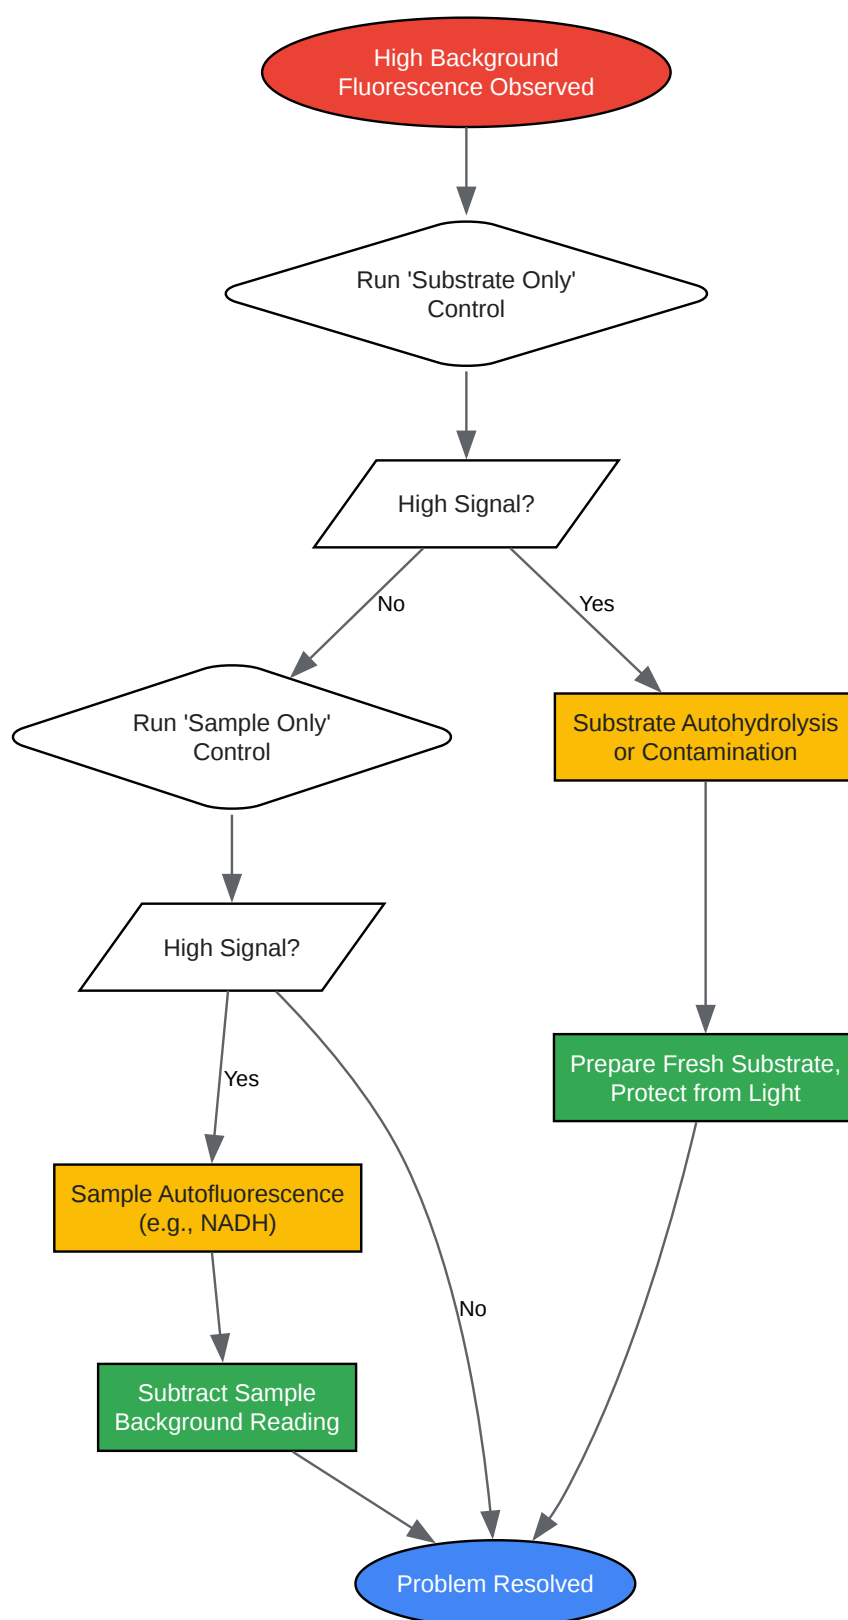 High Background
Fluorescence Observed
Run 'Substrate Only'
Control
High Signal?
No
Yes
Run 'Sample Only'
Control
Substrate Autohydrolysis
or Contamination
High Signal?
Prepare Fresh Substrate,
Protect from Light
Yes
Sample Autofluorescence
(e.g., NADH)
No
Subtract Sample
Background Reading
Problem Resolved